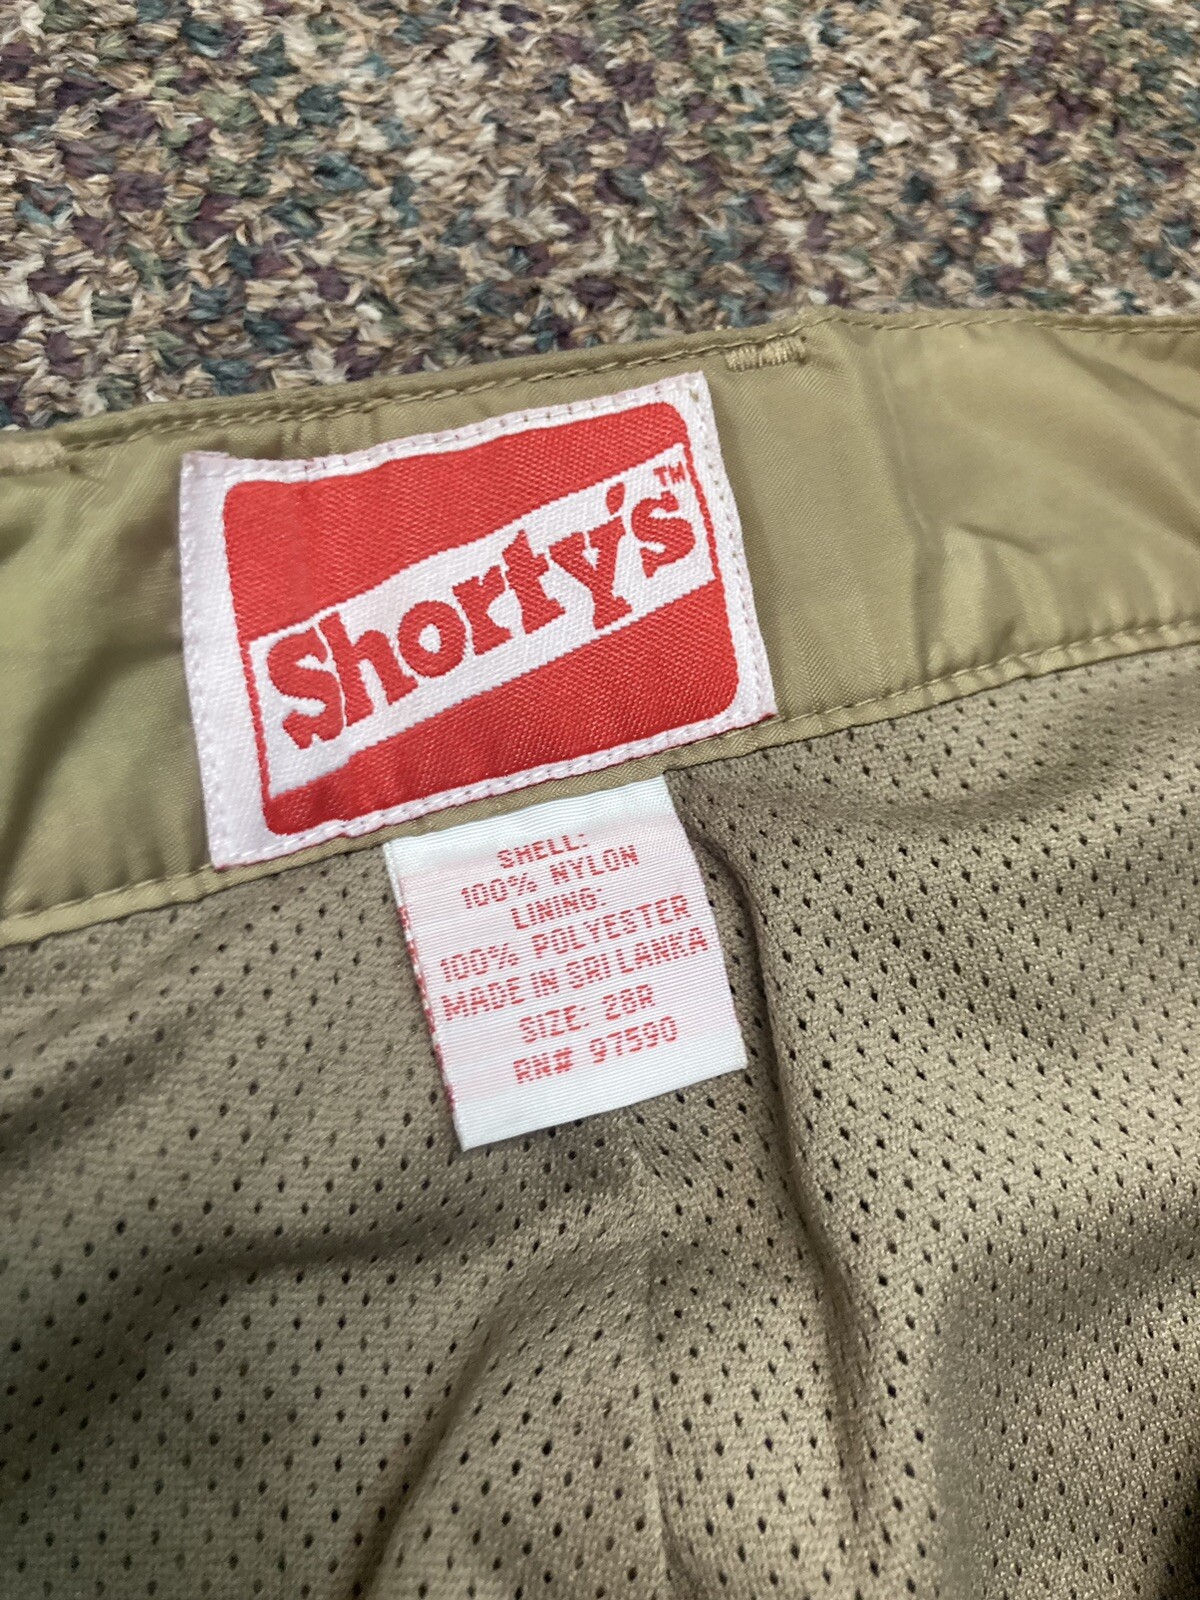 Shorty's™
SHELL:
100% NYLON
LINING:
100% POLYESTER
MADE IN SRI LANKA
SIZE: 28R
RN# 97590